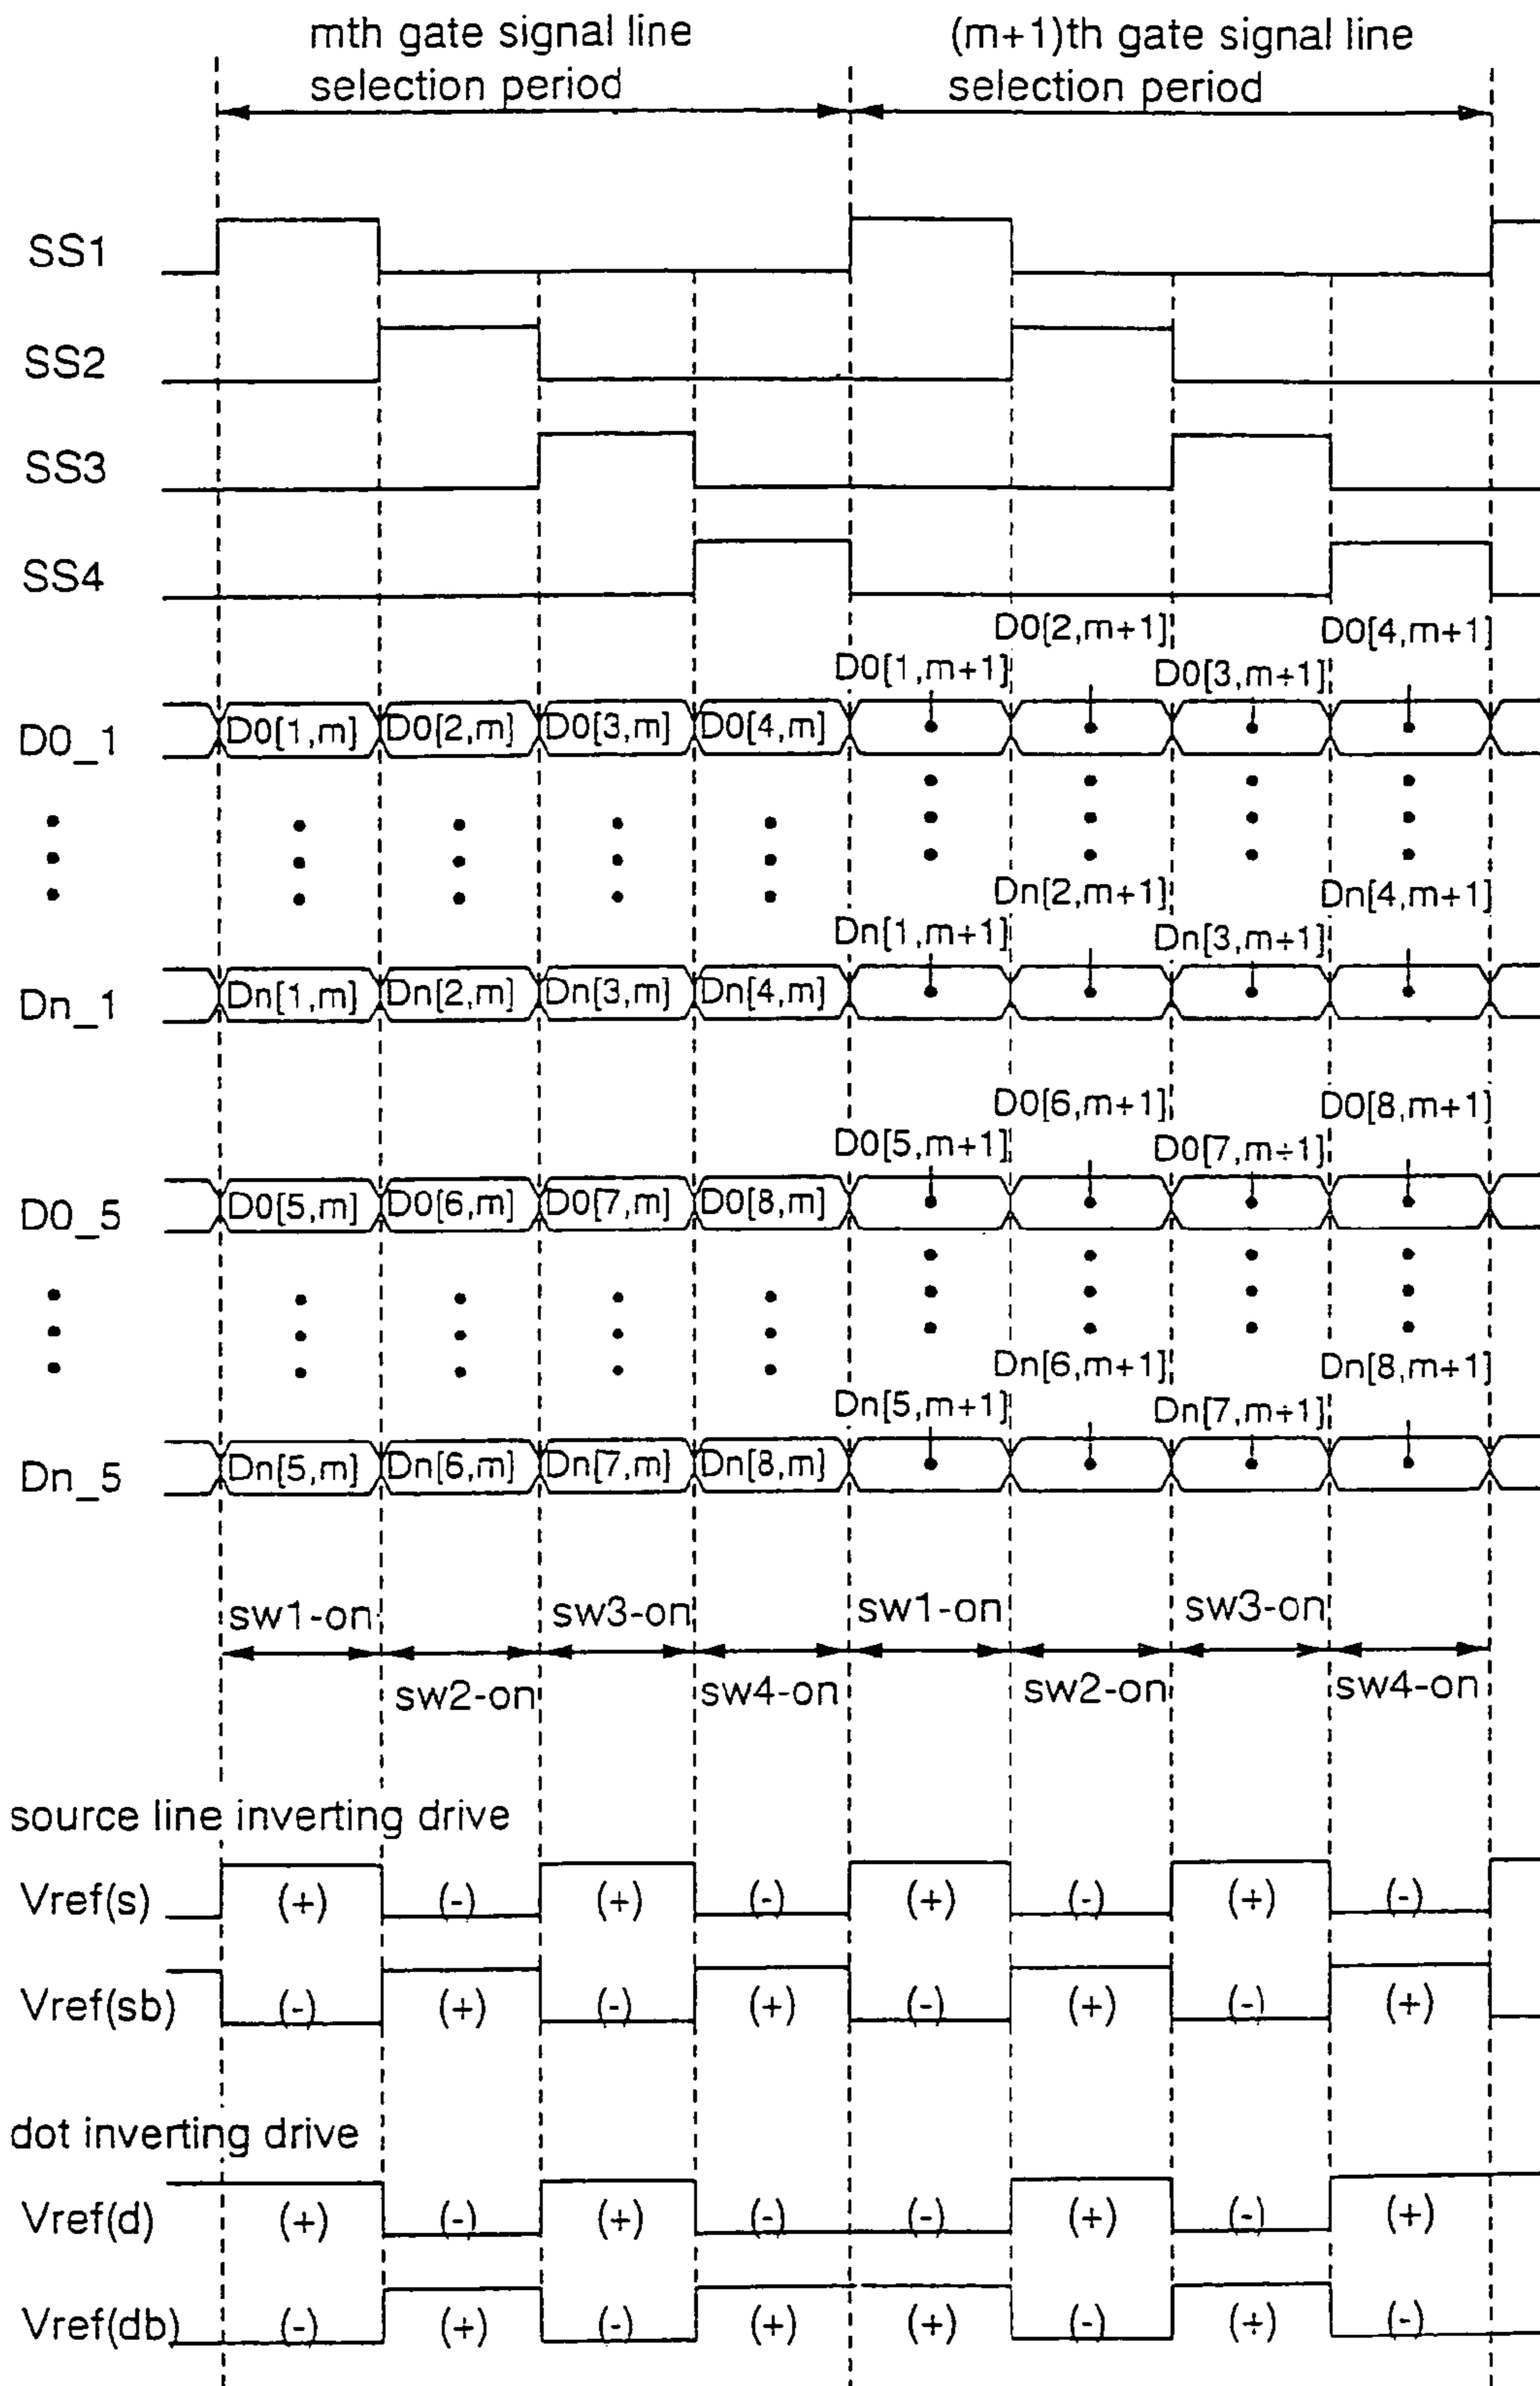 mth gate signal line
selection period
(m+1)th gate signal line
selection period
SS1
SS2
SS3
SS4
D0[2,m+1]
D0[4,m+1]
D0[1,m+1]
D0[3,m+1]
D0_1
D0[1,m]
D0[2,m]
D0[3,m]
D0[4,m]
Dn[2,m+1]
Dn[4,m+1]
Dn[1,m+1]
Dn[3,m+1]
Dn_1
Dn[1,m]
Dn[2,m]
Dn[3,m]
Dn[4,m]
D0[6,m+1]
D0[8,m+1]
D0[5,m+1]
D0[7,m+1]
D0_5
D0[5,m]
D0[6,m]
D0[7,m]
D0[8,m]
Dn[6,m+1]
Dn[8,m+1]
Dn[5,m+1]
Dn[7,m+1]
Dn_5
Dn[5,m]
Dn[6,m]
Dn[7,m]
Dn[8,m]
sw1-on
sw3-on
sw1-on
sw3-on
sw2-on
sw4-on
sw2-on
sw4-on
source line inverting drive
Vref(s) (+) (-) (+) (-) (+) (-) (+) (-)
Vref(sb) (-) (+) (-) (+) (-) (+) (-) (+)
dot inverting drive
Vref(d) (+) (-) (+) (-) (-) (+) (-) (+)
Vref(db) (-) (+) (-) (+) (+) (-) (+) (-)